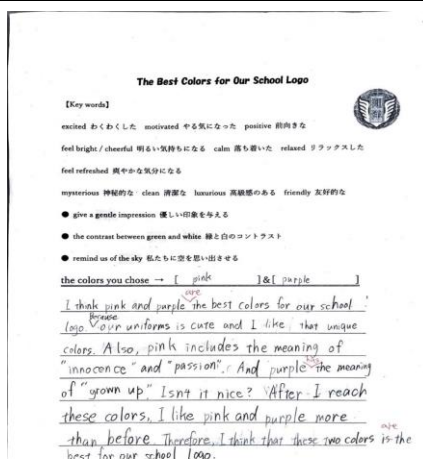 The Best Colors for Our School Logo
【Key words】
excited わくわくした motivated やる気になった positive 前向きな
feel bright / cheerful 明るい気持ちになる calm 落ち着いた relaxed リラックスした
feel refreshed 爽やかな気分になる
mysterious 神秘的な clean 清潔な luxurious 高級感のある friendly 友好的な
● give a gentle impression 優しい印象を与える
● the contrast between green and white 緑と白のコントラスト
● remind us of the sky 私たちに空を思い出させる
the colors you chose → [ pink ]&[ purple ]
are
I think pink and purple the best colors for our school
because
logo. our uniforms is cute and I like that unique
colors. Also, pink includes the meaning of
"innocence" and "passion". And purple has the meaning
of "grown up." Isn't it nice? After I reach
these colors, I like pink and purple more
are
than before. Therefore, I think that these two colors is the
best for our school logo.